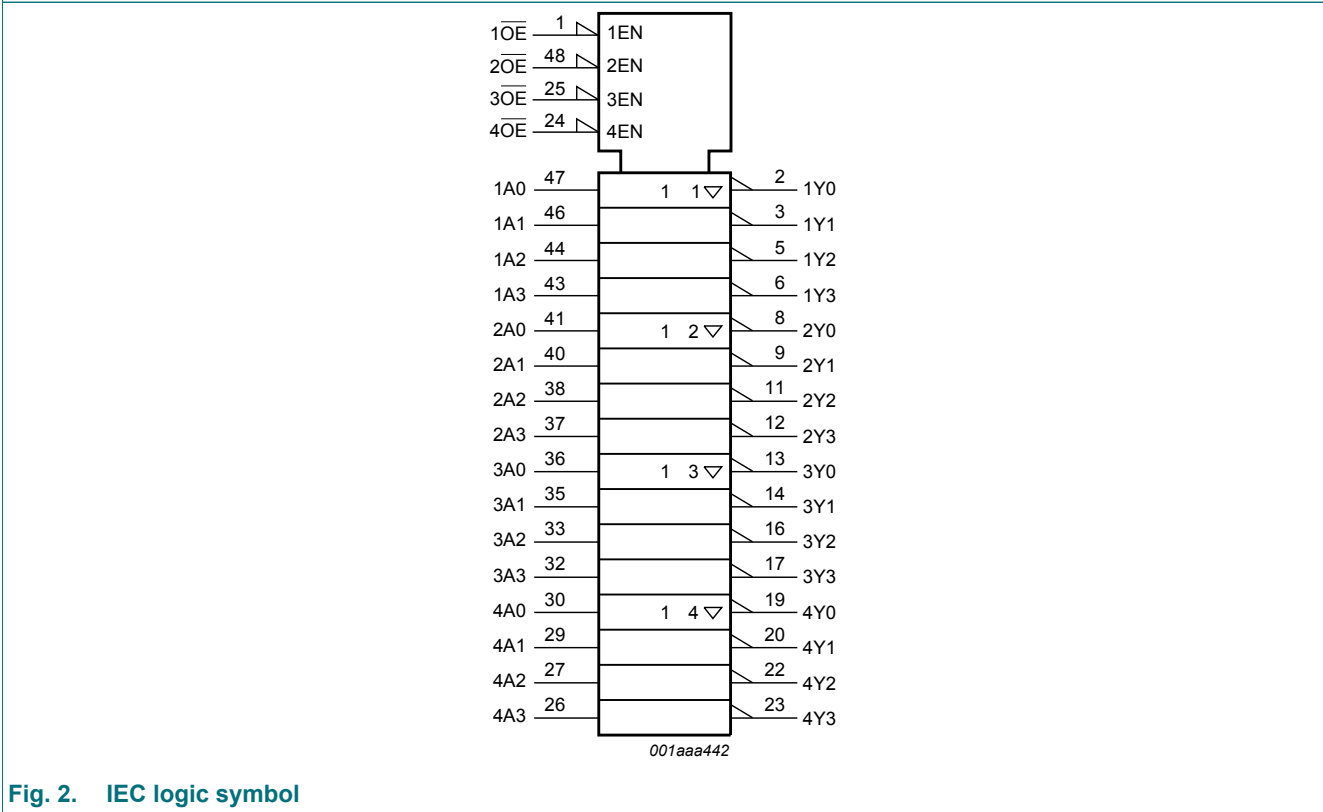 1O̅E̅ 1 1EN
2O̅E̅ 48 2EN
3O̅E̅ 25 3EN
4O̅E̅ 24 4EN
1A0 47 1 1▽ 2 1Y0
1A1 46 3 1Y1
1A2 44 5 1Y2
1A3 43 6 1Y3
2A0 41 1 2▽ 8 2Y0
2A1 40 9 2Y1
2A2 38 11 2Y2
2A3 37 12 2Y3
3A0 36 1 3▽ 13 3Y0
3A1 35 14 3Y1
3A2 33 16 3Y2
3A3 32 17 3Y3
4A0 30 1 4▽ 19 4Y0
4A1 29 20 4Y1
4A2 27 22 4Y2
4A3 26 23 4Y3
001aaa442
Fig. 2. IEC logic symbol